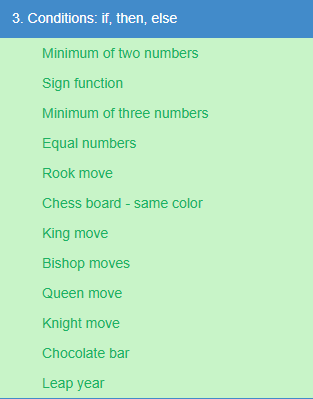 3. Conditions: if, then, else
Minimum of two numbers
Sign function
Minimum of three numbers
Equal numbers
Rook move
Chess board - same color
King move
Bishop moves
Queen move
Knight move
Chocolate bar
Leap year